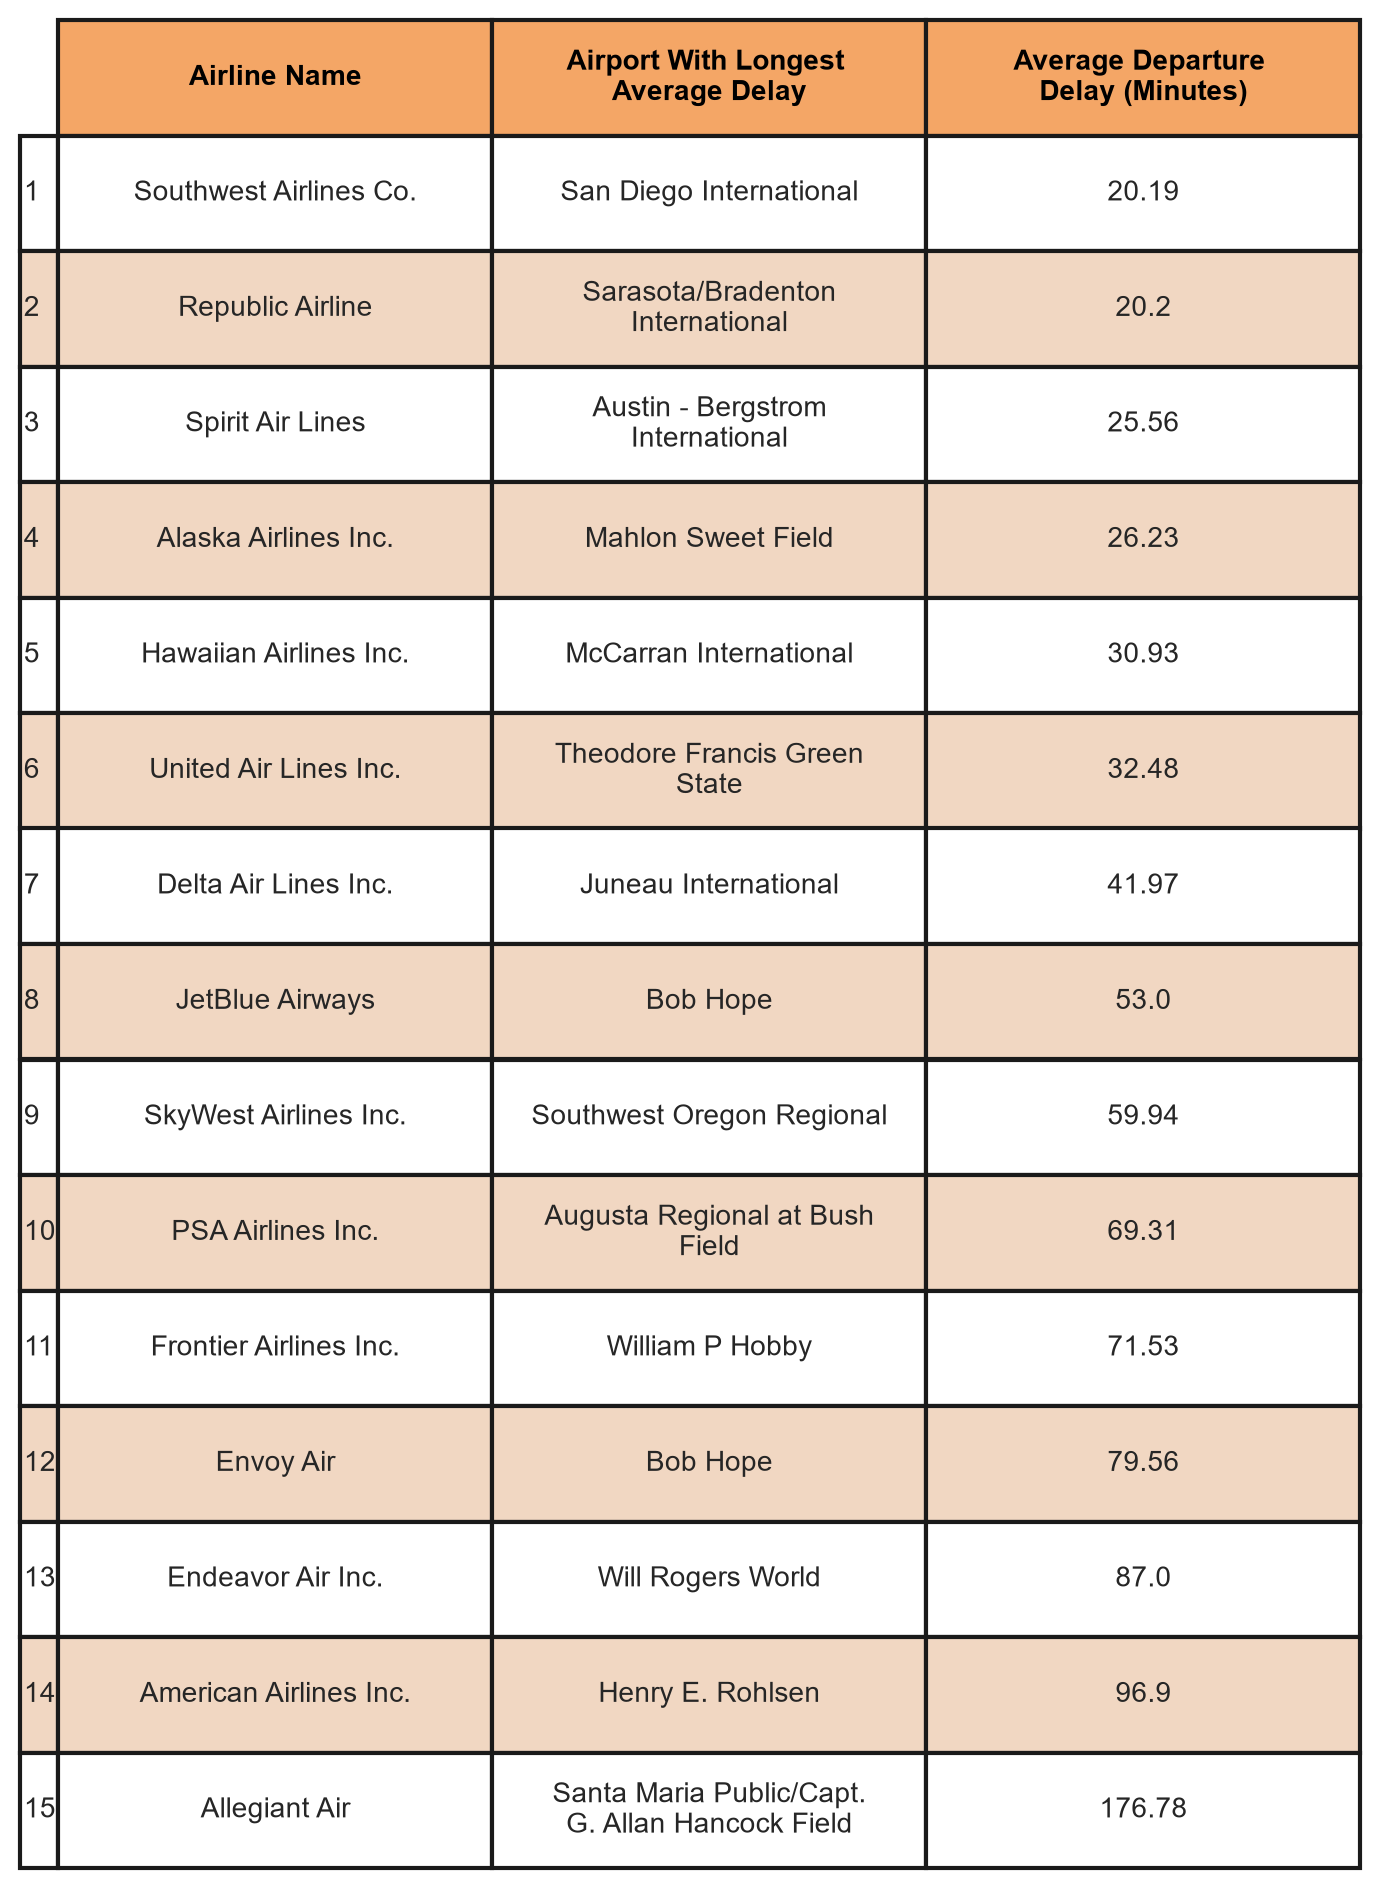 Airline Name
Airport With Longest
Average Delay
Average Departure
Delay (Minutes)
1
Southwest Airlines Co.
San Diego International
20.19
2
Republic Airline
Sarasota/Bradenton
International
20.2
3
Spirit Air Lines
Austin - Bergstrom
International
25.56
4
Alaska Airlines Inc.
Mahlon Sweet Field
26.23
5
Hawaiian Airlines Inc.
McCarran International
30.93
6
United Air Lines Inc.
Theodore Francis Green
State
32.48
7
Delta Air Lines Inc.
Juneau International
41.97
8
JetBlue Airways
Bob Hope
53.0
9
SkyWest Airlines Inc.
Southwest Oregon Regional
59.94
10
PSA Airlines Inc.
Augusta Regional at Bush
Field
69.31
11
Frontier Airlines Inc.
William P Hobby
71.53
12
Envoy Air
Bob Hope
79.56
13
Endeavor Air Inc.
Will Rogers World
87.0
14
American Airlines Inc.
Henry E. Rohlsen
96.9
15
Allegiant Air
Santa Maria Public/Capt.
G. Allan Hancock Field
176.78